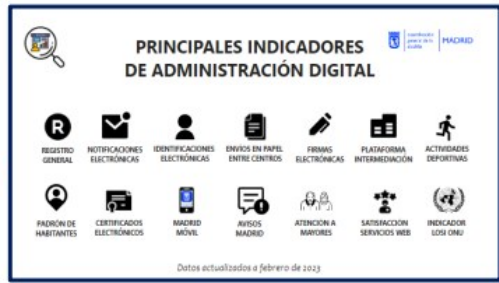 PRINCIPALES INDICADORES
DE ADMINISTRACIÓN DIGITAL
MADRID
R
REGISTRO
GENERAL
NOTIFICACIONES
ELECTRÓNICAS
IDENTIFICACIONES
ELECTRÓNICAS
ENVIOS EN PAPEL
ENTRE CENTROS
FIRMAS
ELECTRÓNICAS
PLATAFORMA
INTERMEDIACIÓN
ACTIVIDADES
DEPORTIVAS
PADRÓN DE
HABITANTES
CERTIFICADOS
ELECTRÓNICOS
MADRID
MÓVIL
AVISOS
MADRID
ATENCIÓN A
MAYORES
SATISFACCIÓN
SERVICIOS WEB
INDICADOR
LOSI ONU
Datos actualizados a febrero de 2023